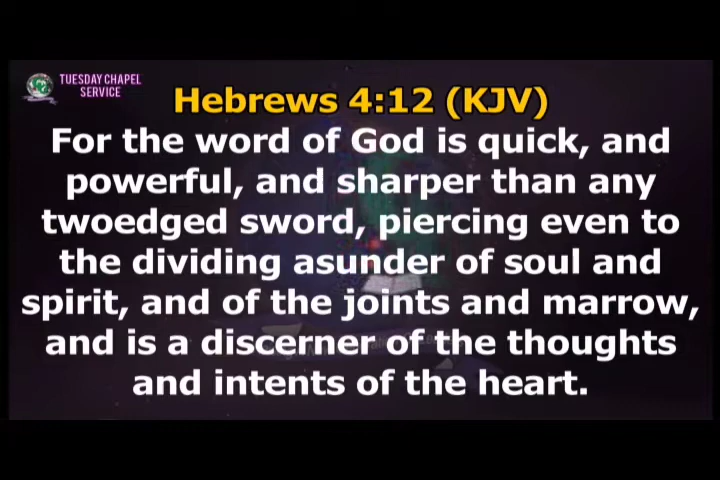 TUESDAY CHAPEL
SERVICE
Hebrews 4:12 (KJV)
For the word of God is quick, and
powerful, and sharper than any
twoedged sword, piercing even to
the dividing asunder of soul and
spirit, and of the joints and marrow,
and is a discerner of the thoughts
and intents of the heart.